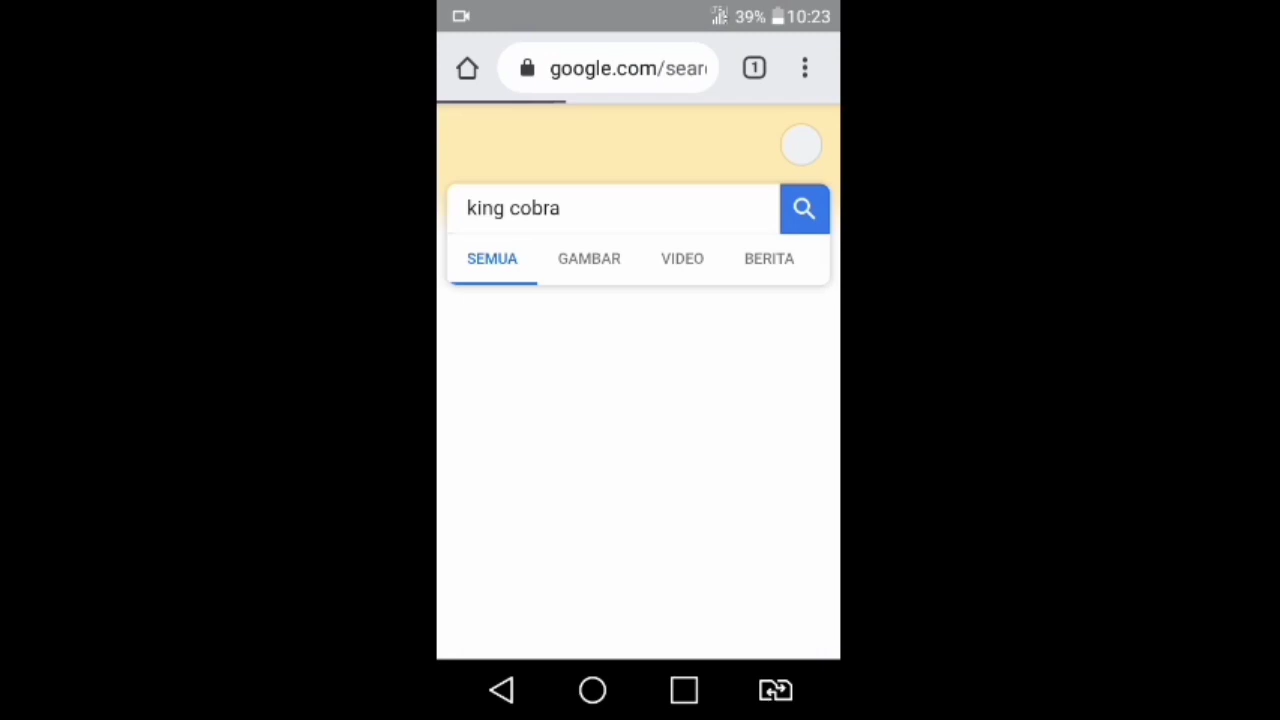 39% 10:23
google.com/sear
1
king cobra
SEMUA GAMBAR VIDEO BERITA